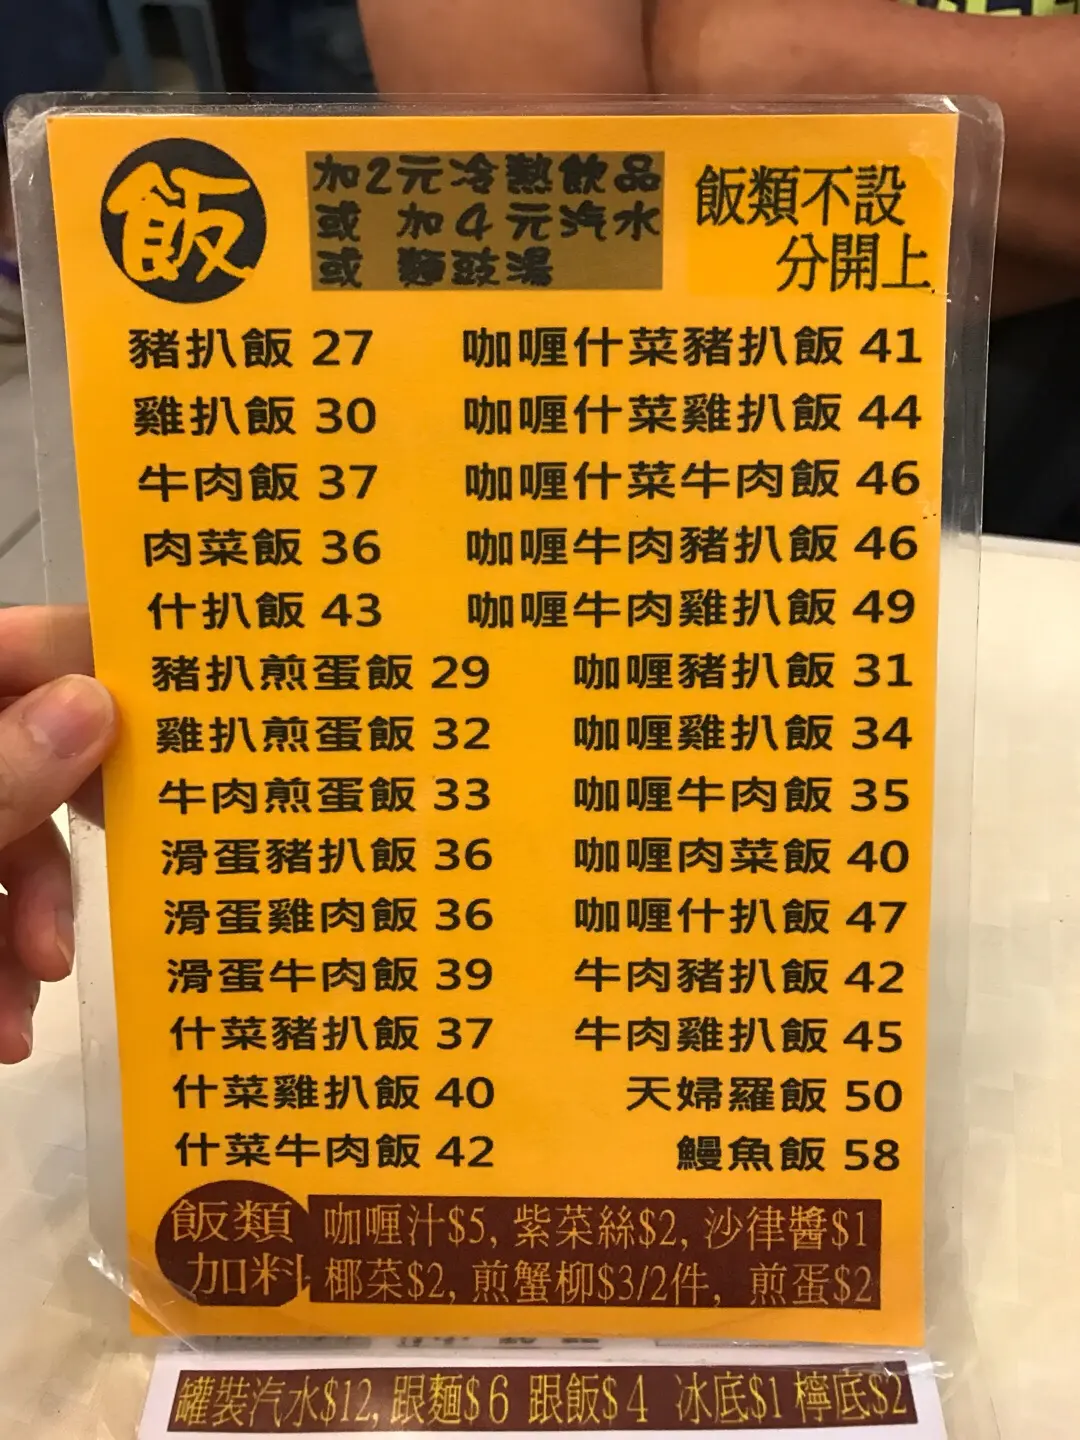 飯
加2元冷熱飲品
或 加4元汽水
或 麵豉湯
飯類不設
分開上
豬扒飯 27
雞扒飯 30
牛肉飯 37
肉菜飯 36
什扒飯 43
豬扒煎蛋飯 29
雞扒煎蛋飯 32
牛肉煎蛋飯 33
滑蛋豬扒飯 36
滑蛋雞肉飯 36
滑蛋牛肉飯 39
什菜豬扒飯 37
什菜雞扒飯 40
什菜牛肉飯 42
咖喱什菜豬扒飯 41
咖喱什菜雞扒飯 44
咖喱什菜牛肉飯 46
咖喱牛肉豬扒飯 46
咖喱牛肉雞扒飯 49
咖喱豬扒飯 31
咖喱雞扒飯 34
咖喱牛肉飯 35
咖喱肉菜飯 40
咖喱什扒飯 47
牛肉豬扒飯 42
牛肉雞扒飯 45
天婦羅飯 50
鰻魚飯 58
飯類
加料
咖喱汁$5, 紫菜絲$2, 沙律醬$1
椰菜$2, 煎蟹柳$3/2件, 煎蛋$2
罐裝汽水$12, 跟麵$6 跟飯$4 冰底$1 檸底$2